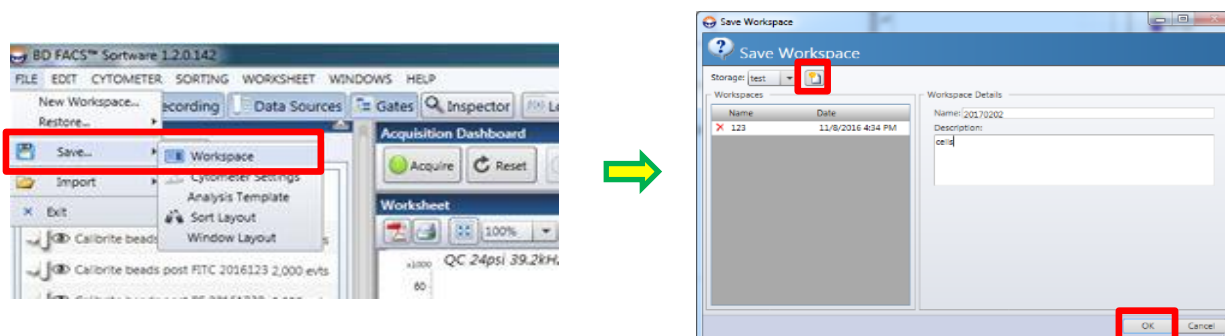 BD FACS™ Sortware 1.2.0.142
FILE EDIT CYTOMETER SORTING WORKSHEET WINDOWS HELP
New Workspace... ecording Data Sources Gates Inspector
Restore...
Save...
Import
Exit
Workspace
Cytometer Settings
Analysis Template
Sort Layout
Window Layout
Calibrite beads
Calibrite beads post FITC 2016123 2,000 evts
Acquisition Dashboard
Acquire Reset
Worksheet
100%
x1000 QC 24psi 39.2kHz
60
Save Workspace
Save Workspace
Storage: test
Workspaces
Name Date
123 11/8/2016 4:34 PM
Workspace Details
Name: 20170202
Description:
cells
OK Cancel